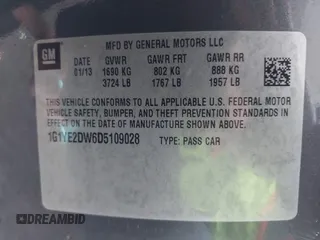 GM
MFD BY GENERAL MOTORS LLC
DATE GVWR GAWR FRT GAWR RR
01/13 1690 KG 802 KG 888 KG
3724 LB 1767 LB 1957 LB
THIS VEHICLE CONFORMS TO ALL APPLICABLE U.S. FEDERAL MOTOR
VEHICLE SAFETY, BUMPER, AND THEFT PREVENTION STANDARDS IN
EFFECT ON THE DATE OF MANUFACTURE SHOWN ABOVE.
1G1YE2DW6D5109028 TYPE: PASS CAR
BIDHISTORY